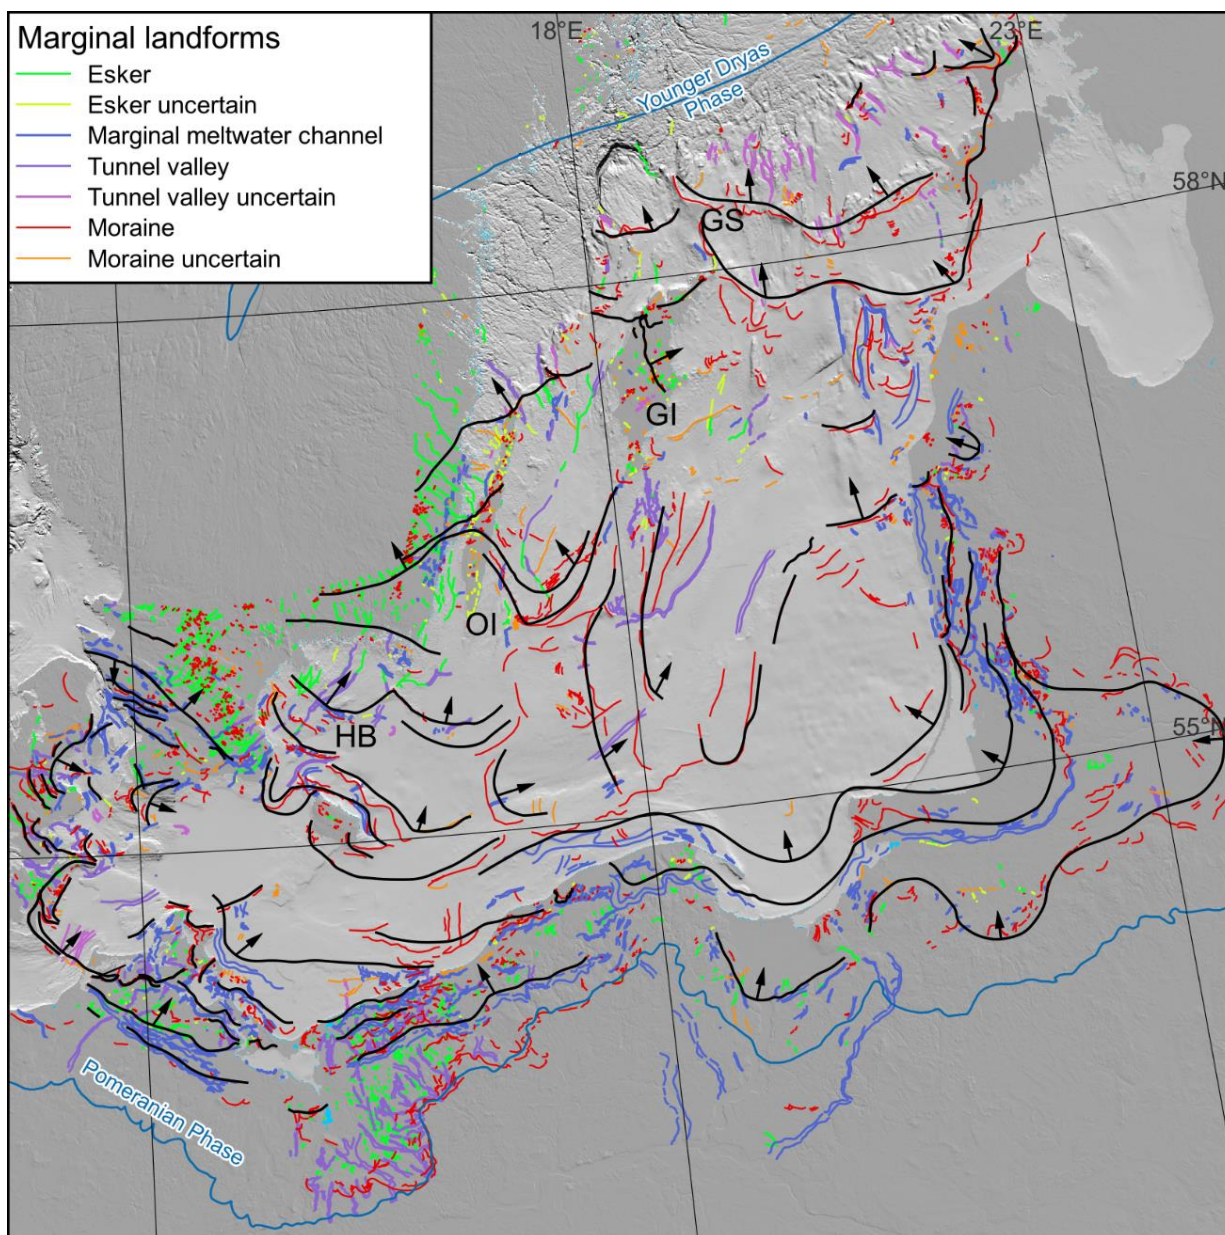 Marginal landforms
Esker
Esker uncertain
Marginal meltwater channel
Tunnel valley
Tunnel valley uncertain
Moraine
Moraine uncertain
18°E
23°E
Younger Dryas
Phase
58°N
GS
GI
OI
HB
55°N
Pomeranian Phase